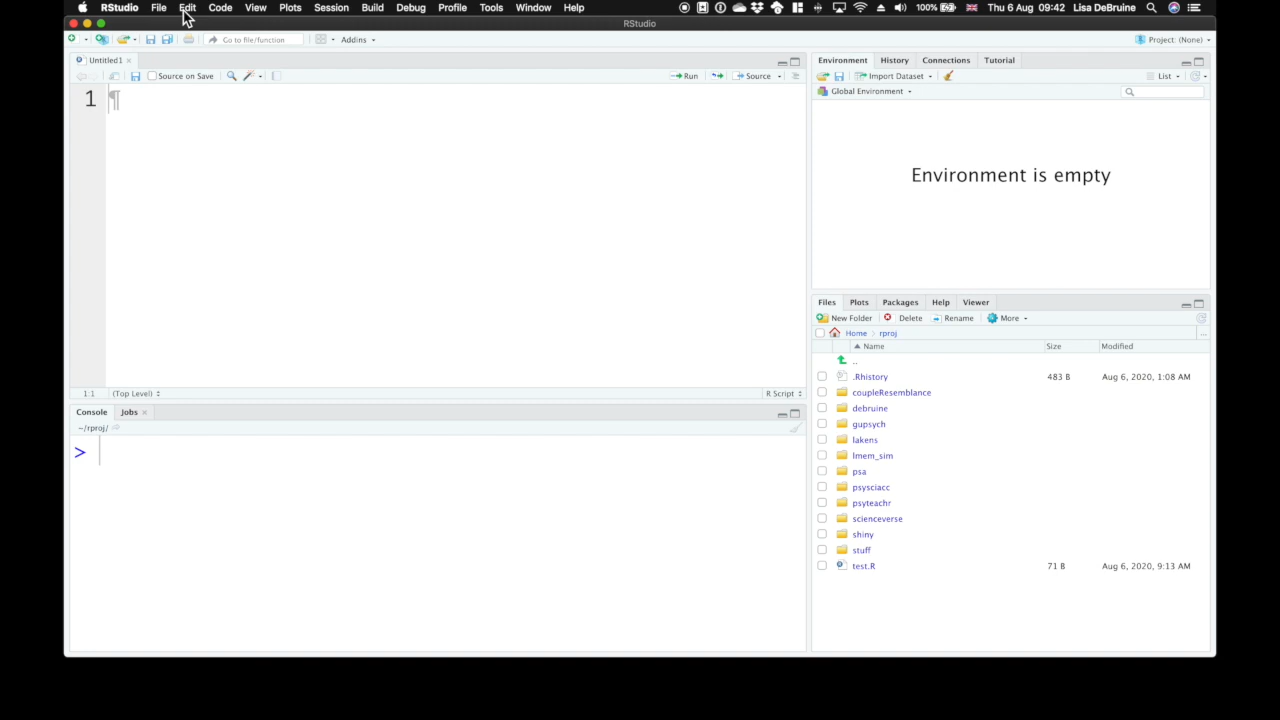 RStudio File Edit Code View Plots Session Build Debug Profile Tools Window Help 100% Thu 6 Aug 09:42 Lisa DeBruine
RStudio
Go to file/function Addins Project: (None)
Untitled1
Source on Save Run Source
1 ¶
1:1 (Top Level) R Script
Console Jobs
~/rproj/
>
Environment History Connections Tutorial
Import Dataset List
Global Environment
Environment is empty
Files Plots Packages Help Viewer
New Folder Delete Rename More
Home rproj ...
Name Size Modified
..
.Rhistory 483 B Aug 6, 2020, 1:08 AM
coupleResemblance
debruine
gupsych
lakens
lmem_sim
psa
psysciacc
psyteachr
scienceverse
shiny
stuff
test.R 71 B Aug 6, 2020, 9:13 AM